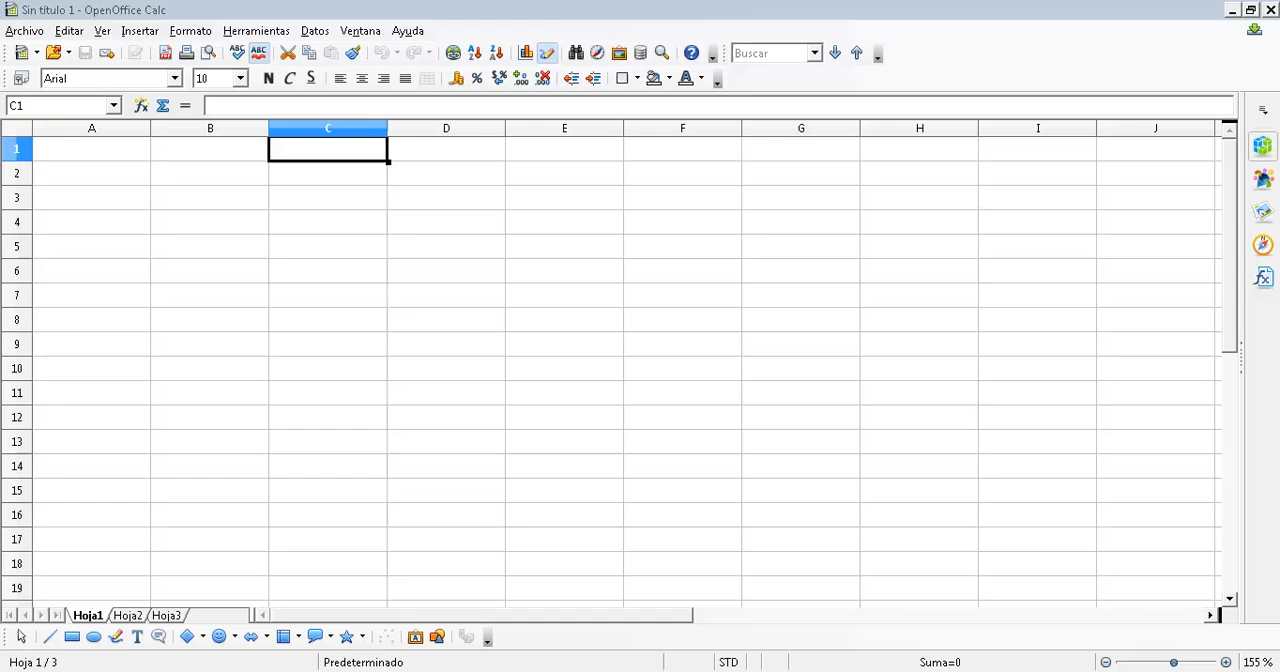 Sin título 1 - OpenOffice Calc
Archivo Editar Ver Insertar Formato Herramientas Datos Ventana Ayuda
ABC ABC Buscar
Arial 10 N C S
C1
A B C D E F G H I J
1
2
3
4
5
6
7
8
9
10
11
12
13
14
15
16
17
18
19
Hoja1 Hoja2 Hoja3
Hoja 1 / 3 Predeterminado STD Suma=0 155 %